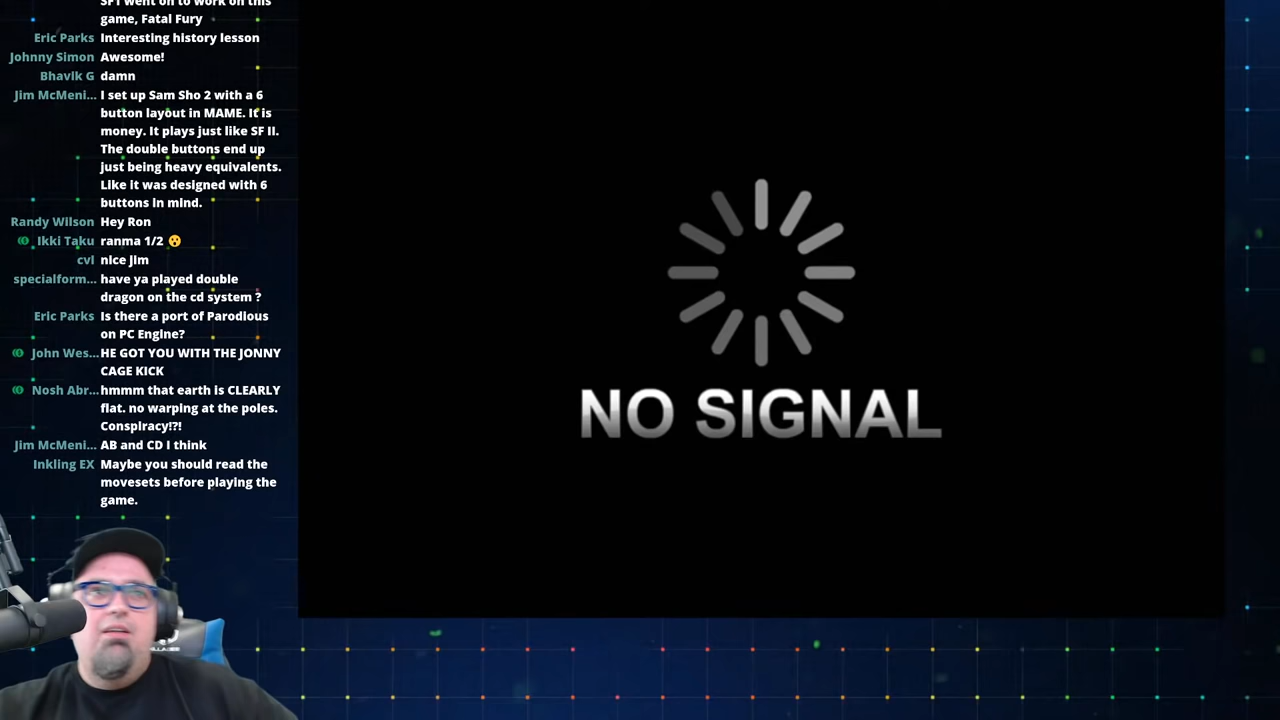 SF1 went on to work on this
game, Fatal Fury
Eric Parks Interesting history lesson
Johnny Simon Awesome!
Bhavik G damn
Jim McMeni... I set up Sam Sho 2 with a 6
button layout in MAME. It is
money. It plays just like SF II.
The double buttons end up
just being heavy equivalents.
Like it was designed with 6
buttons in mind.
Randy Wilson Hey Ron
Ikki Taku ranma 1/2 😮
cvl nice Jim
specialform... have ya played double
dragon on the cd system ?
Eric Parks Is there a port of Parodious
on PC Engine?
John Wes... HE GOT YOU WITH THE JONNY
CAGE KICK
Nosh Abr... hmmm that earth is CLEARLY
flat. no warping at the poles.
Conspiracy!?!
Jim McMeni... AB and CD I think
Inkling EX Maybe you should read the
movesets before playing the
game.
NO SIGNAL